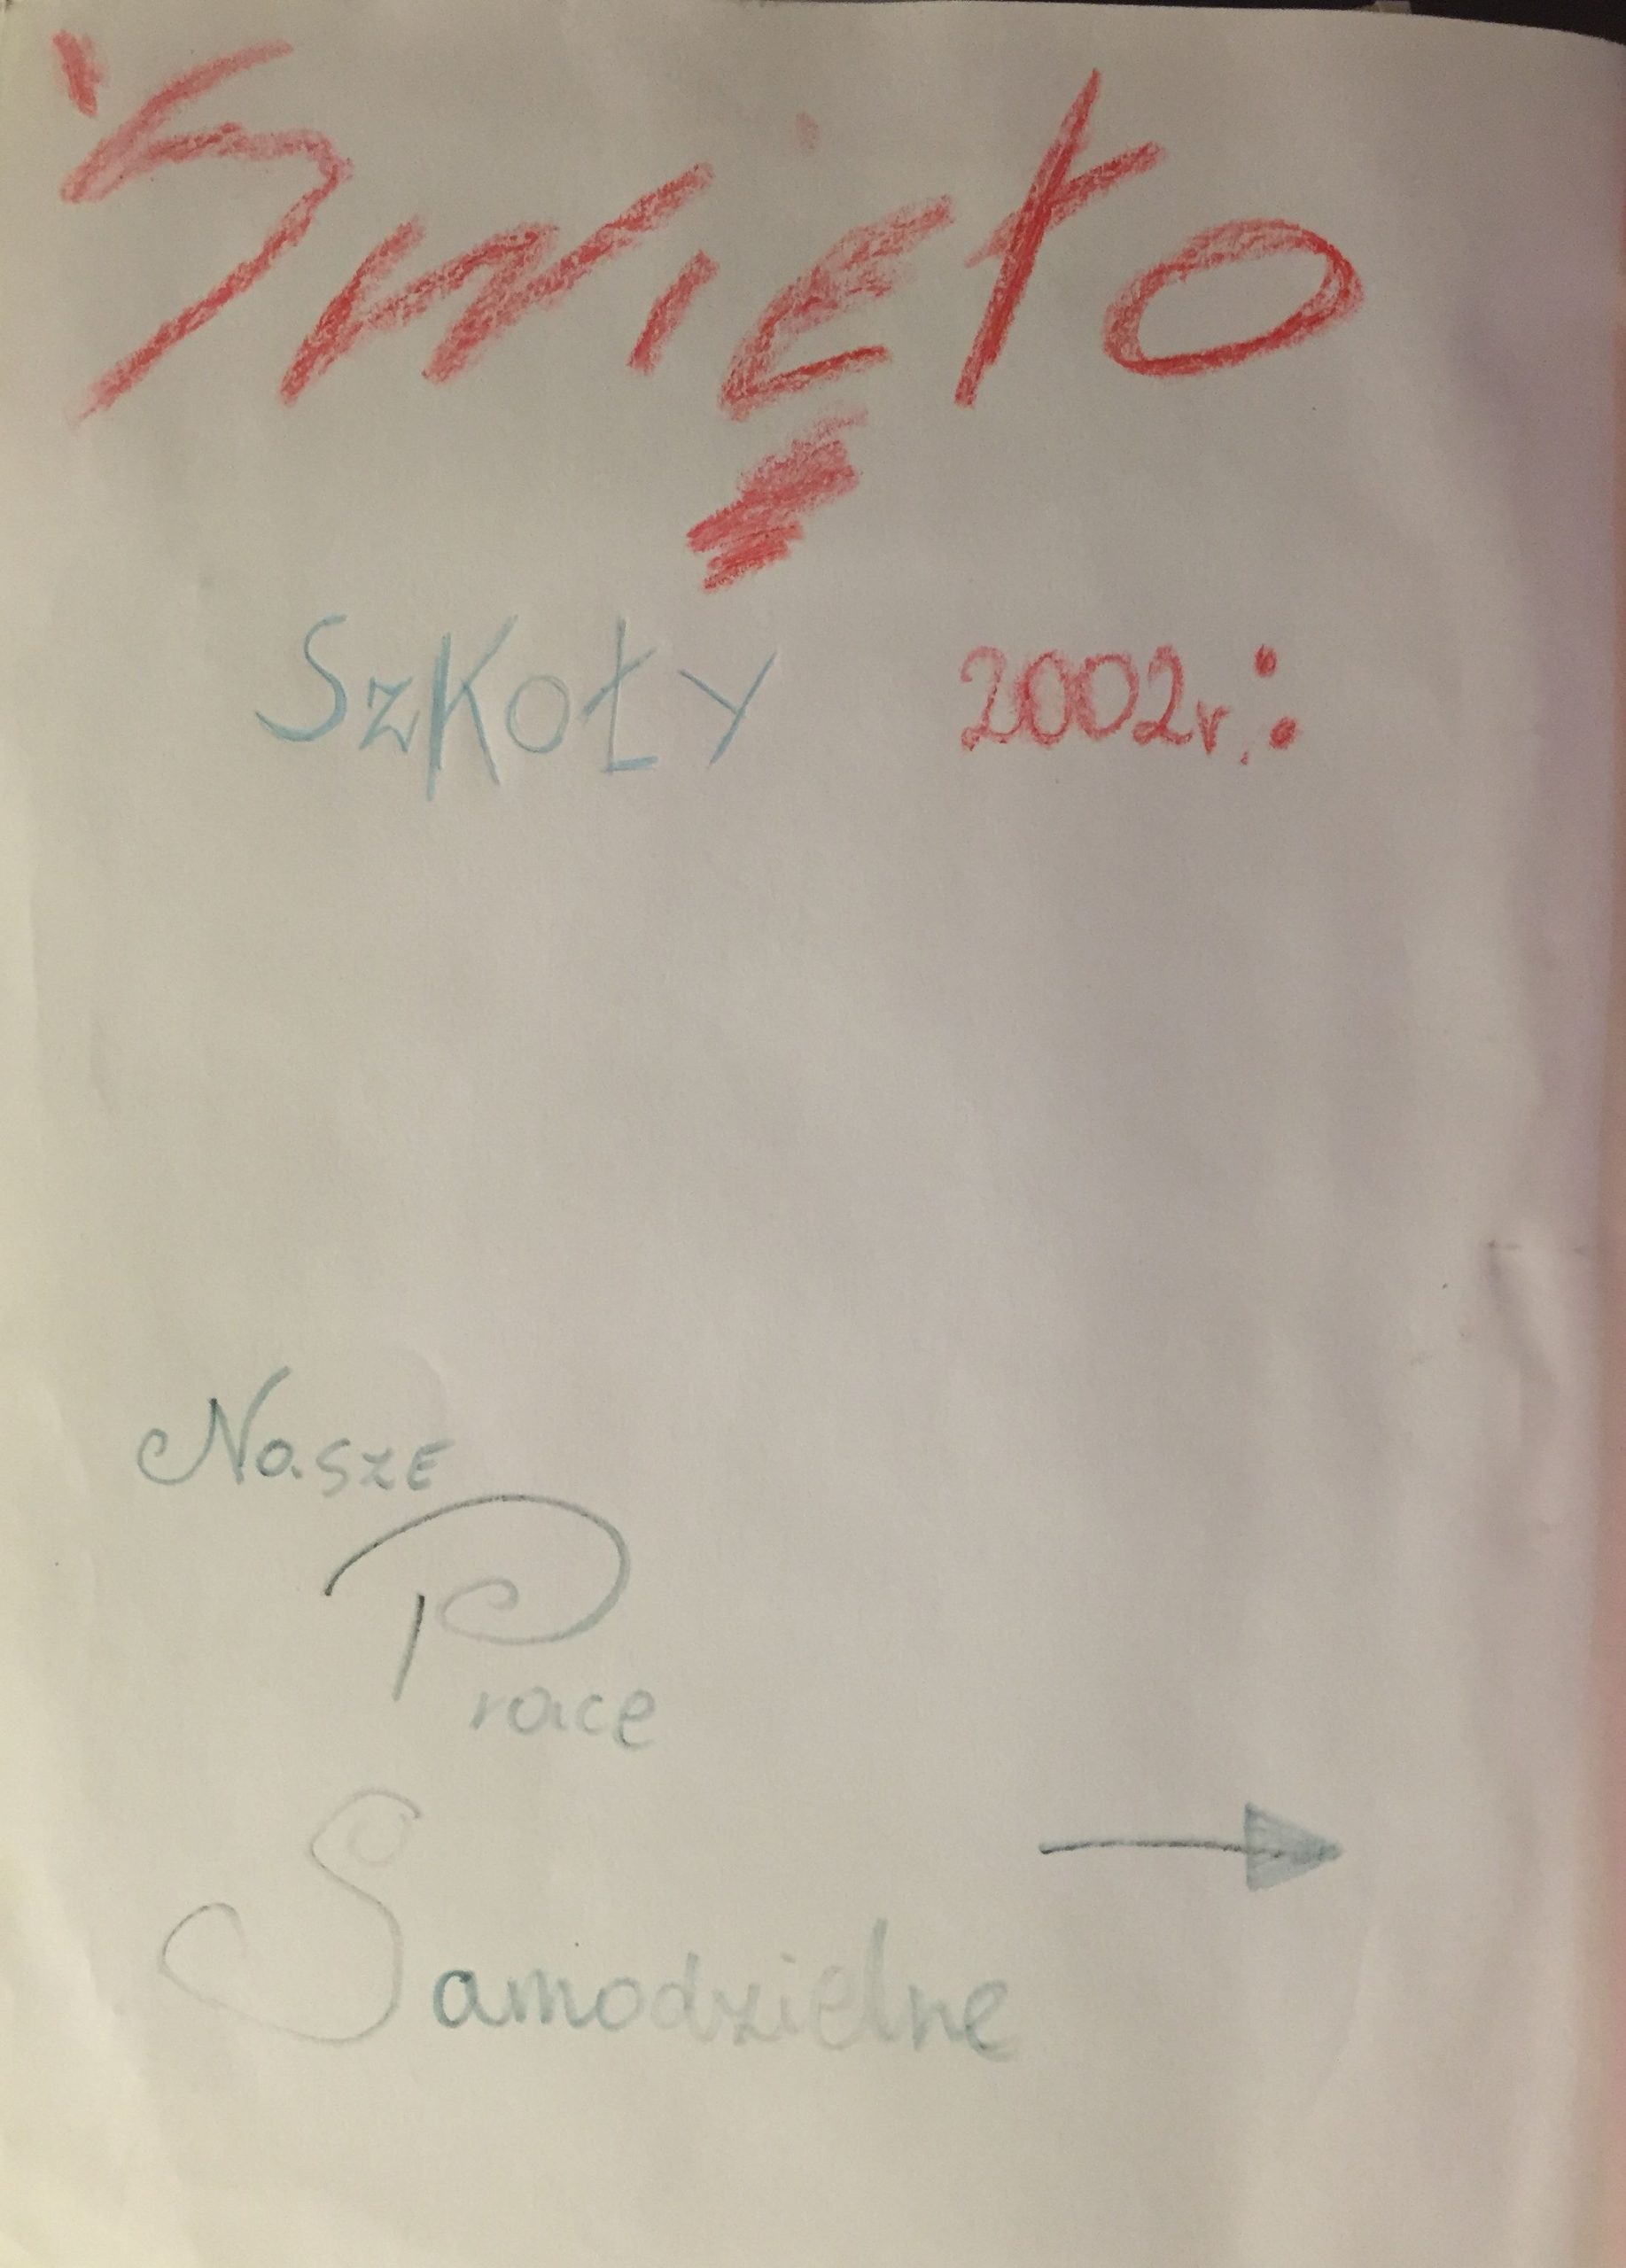 Święto
SzKoŁy 2002r.:
Nasze
Prace
Samodzielne